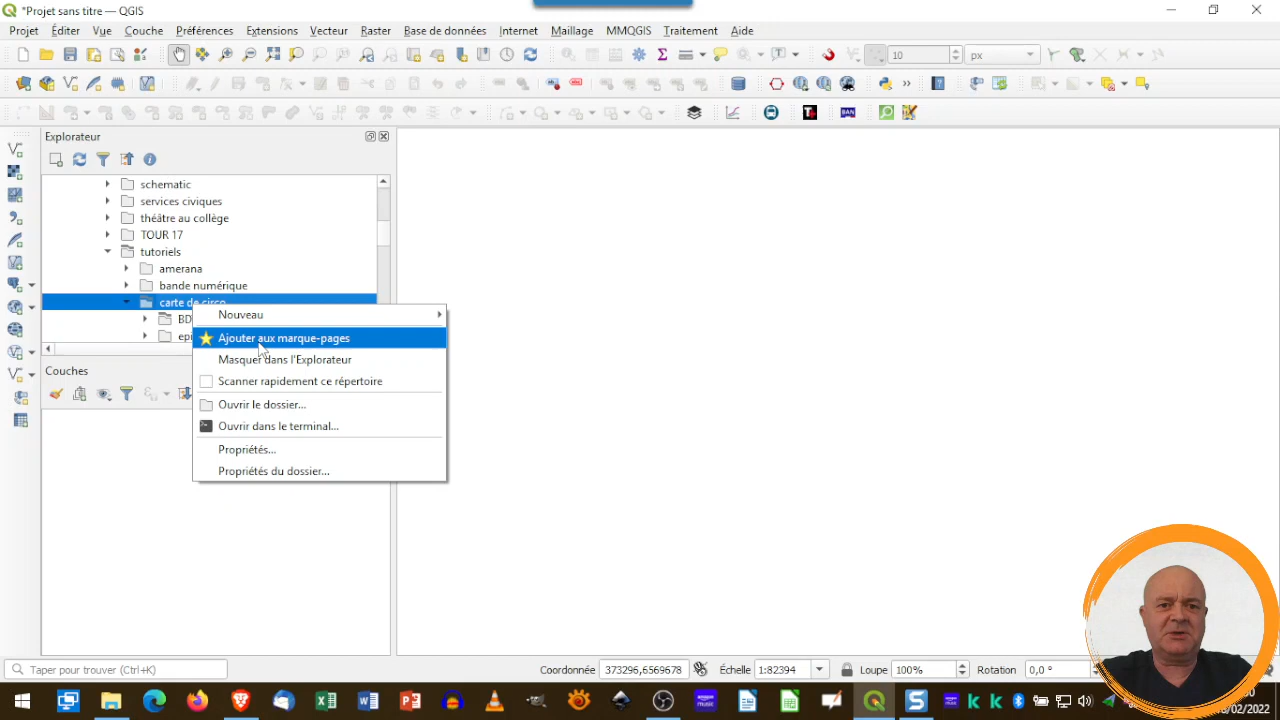 *Projet sans titre — QGIS
Projet Éditer Vue Couche Préférences Extensions Vecteur Raster Base de données Internet Maillage MMQGIS Traitement Aide
10 px
BAN
Explorateur
schematic
services civiques
théâtre au collège
TOUR 17
tutoriels
amerana
bande numérique
carte de circo
BD
epi
Nouveau
Ajouter aux marque-pages
Masquer dans l'Explorateur
Scanner rapidement ce répertoire
Ouvrir le dossier...
Ouvrir dans le terminal...
Propriétés...
Propriétés du dossier...
Couches
Taper pour trouver (Ctrl+K) Coordonnée 373296,6569678 Échelle 1:82394 Loupe 100% Rotation 0,0 °
/02/2022